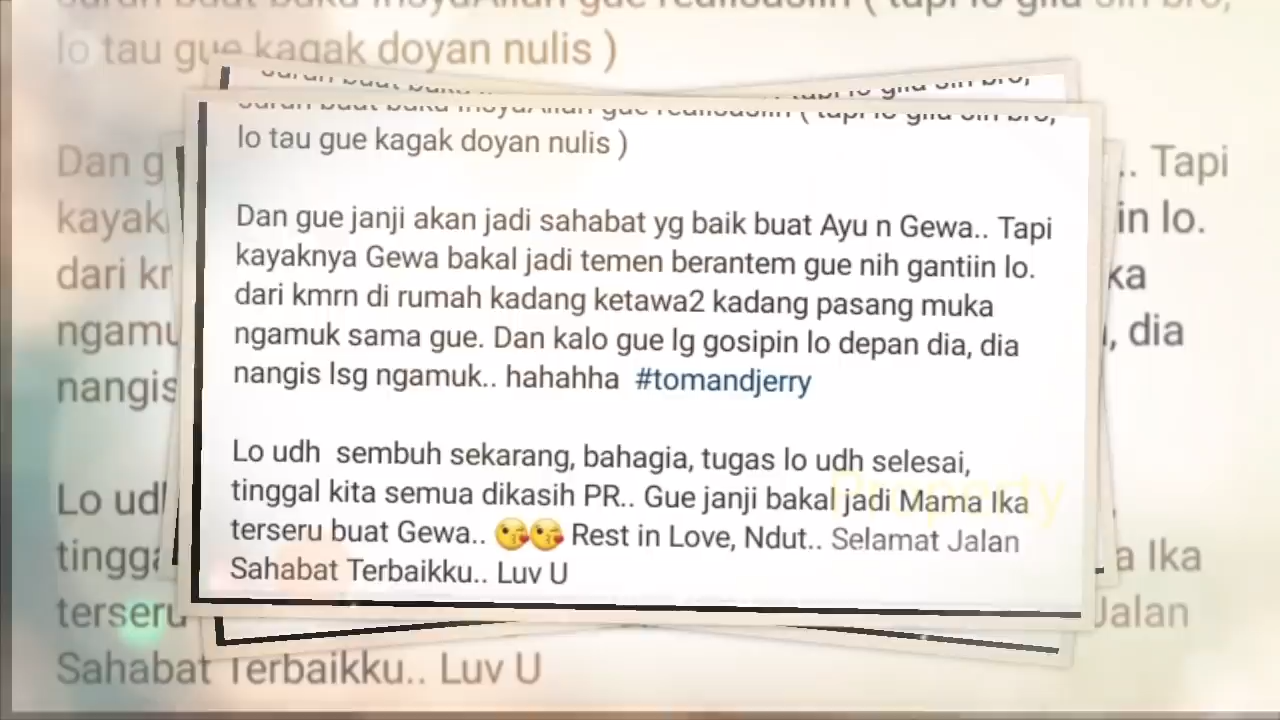 lo tau gue kagak doyan nulis )
Dan gue janji akan jadi sahabat yg baik buat Ayu n Gewa.. Tapi
kayaknya Gewa bakal jadi temen berantem gue nih gantiin lo.
dari kmrn di rumah kadang ketawa2 kadang pasang muka
ngamuk sama gue. Dan kalo gue lg gosipin lo depan dia, dia
nangis lsg ngamuk.. hahahha #tomandjerry
Lo udh sembuh sekarang, bahagia, tugas lo udh selesai,
tinggal kita semua dikasih PR.. Gue janji bakal jadi Mama Ika
terseru buat Gewa.. 😘😘 Rest in Love, Ndut.. Selamat Jalan
Sahabat Terbaikku.. Luv U